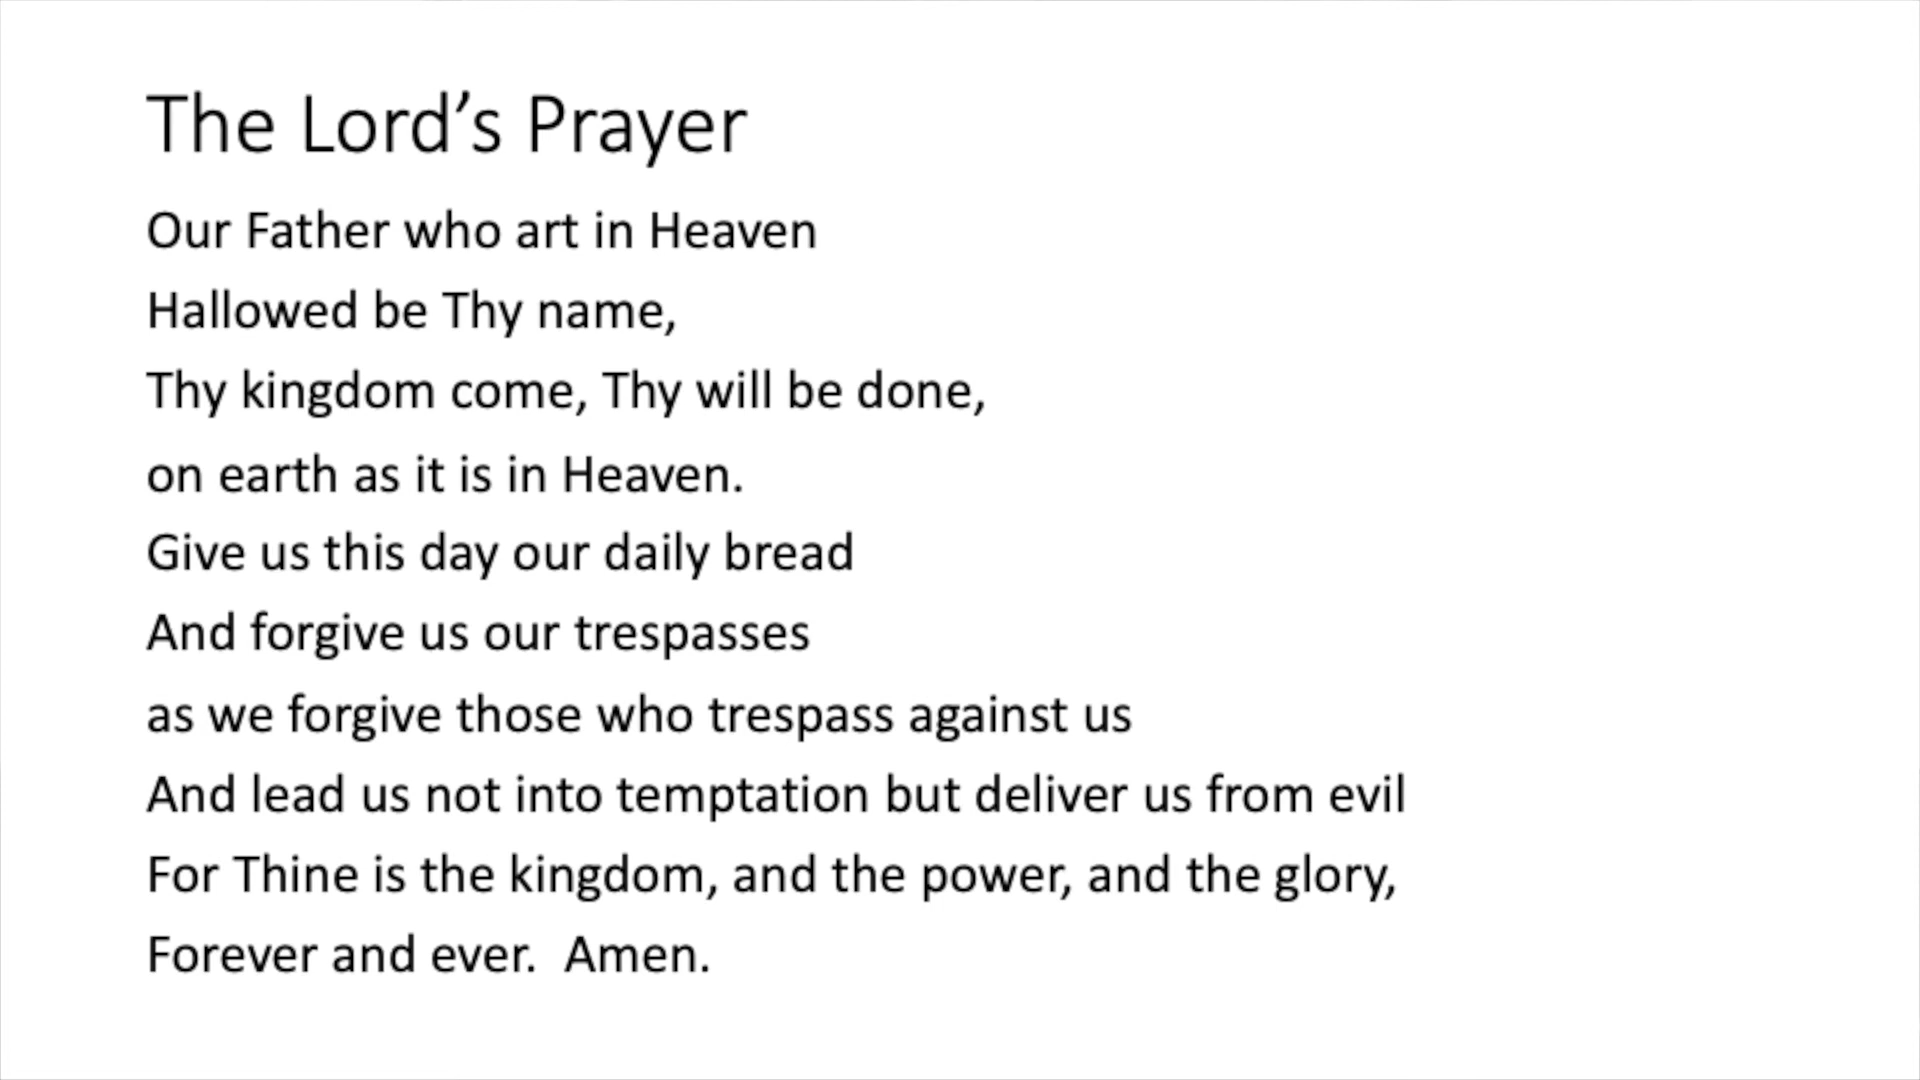 The Lord’s Prayer
Our Father who art in Heaven
Hallowed be Thy name,
Thy kingdom come, Thy will be done,
on earth as it is in Heaven.
Give us this day our daily bread
And forgive us our trespasses
as we forgive those who trespass against us
And lead us not into temptation but deliver us from evil
For Thine is the kingdom, and the power, and the glory,
Forever and ever.  Amen.